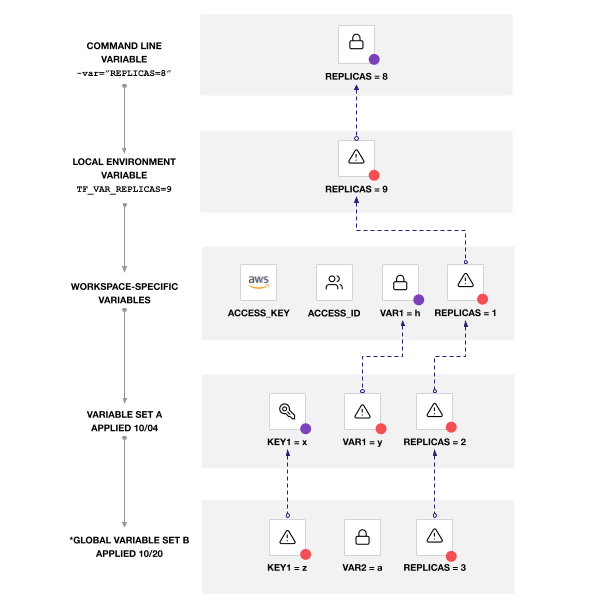 COMMAND LINE
VARIABLE
-var="REPLICAS=8"
REPLICAS = 8
LOCAL ENVIRONMENT
VARIABLE
TF_VAR_REPLICAS=9
REPLICAS = 9
WORKSPACE-SPECIFIC
VARIABLES
aws
ACCESS_KEY
ACCESS_ID
VAR1 = h
REPLICAS = 1
VARIABLE SET A
APPLIED 10/04
KEY1 = x
VAR1 = y
REPLICAS = 2
*GLOBAL VARIABLE SET B
APPLIED 10/20
KEY1 = z
VAR2 = a
REPLICAS = 3